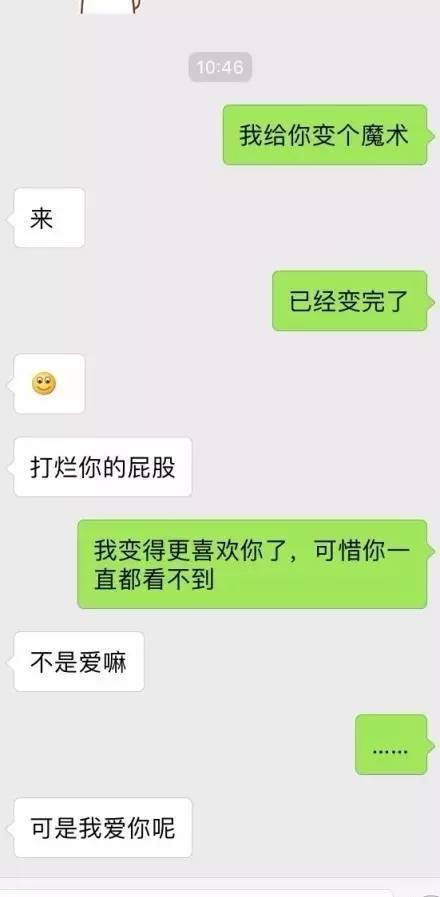 10:46
我给你变个魔术
来
已经变完了
打烂你的屁股
我变得更喜欢你了，可惜你一
直都看不到
不是爱嘛
……
可是我爱你呢